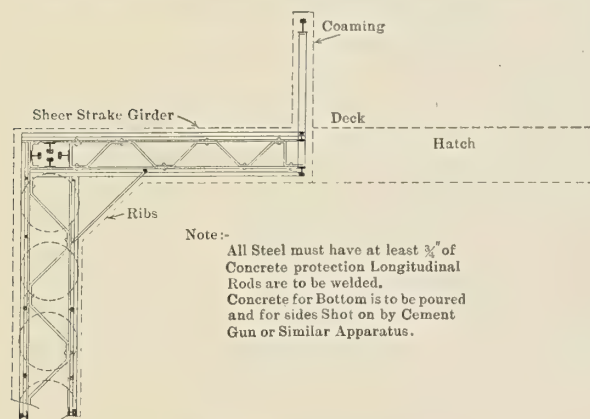 Coaming
Sheer Strake Girder
Deck
Hatch
Ribs
Note:-
All Steel must have at least ¾" of
Concrete protection Longitudinal
Rods are to be welded.
Concrete for Bottom is to be poured
and for sides Shot on by Cement
Gun or Similar Apparatus.